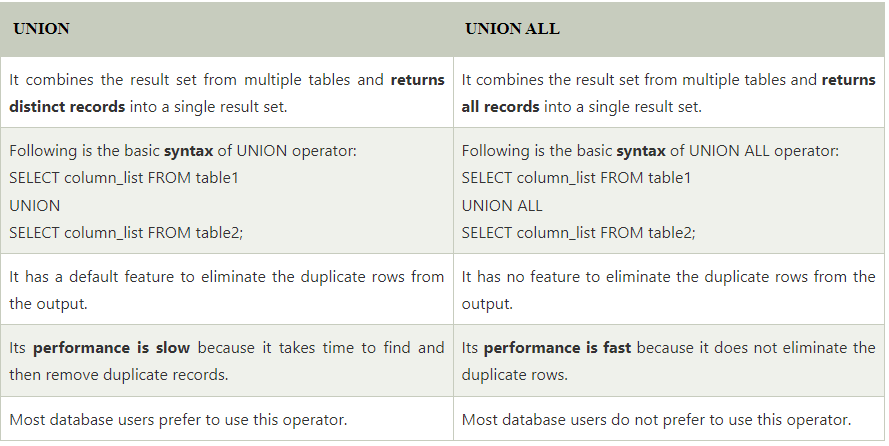 UNION
UNION ALL
It combines the result set from multiple tables and returns
distinct records into a single result set.
It combines the result set from multiple tables and returns
all records into a single result set.
Following is the basic syntax of UNION operator:
SELECT column_list FROM table1
UNION
SELECT column_list FROM table2;
Following is the basic syntax of UNION ALL operator:
SELECT column_list FROM table1
UNION ALL
SELECT column_list FROM table2;
It has a default feature to eliminate the duplicate rows from
the output.
It has no feature to eliminate the duplicate rows from the
output.
Its performance is slow because it takes time to find and
then remove duplicate records.
Its performance is fast because it does not eliminate the
duplicate rows.
Most database users prefer to use this operator.
Most database users do not prefer to use this operator.